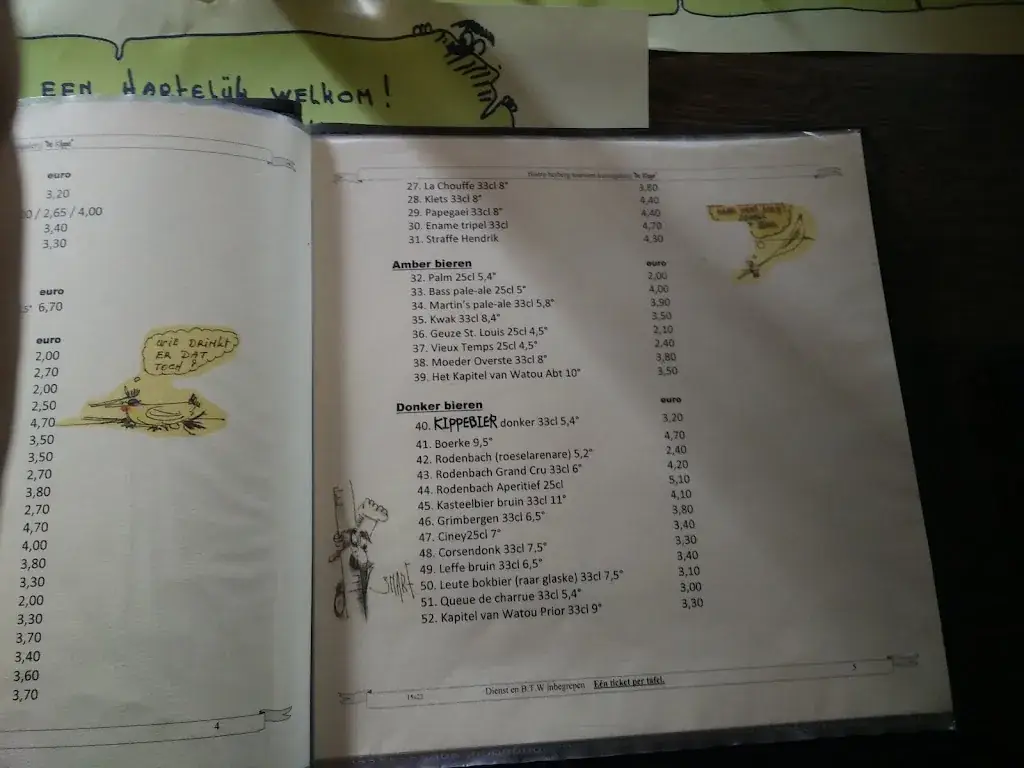 EEN HARTELIJK WELKOM!
euro
3,20
/ 2,65 / 4,00
3,40
3,30
euro
6,70
euro
2,00
2,70
2,00
2,50
4,70
3,50
3,50
2,70
3,80
2,70
4,70
4,00
3,80
3,30
2,00
3,30
3,70
3,40
3,60
3,70
WIE DRINKT
ER DAT
TOCH?
4
27. La Chouffe 33cl 8° 3,80
28. Kiets 33cl 8° 4,40
29. Papegaei 33cl 8° 4,40
30. Ename tripel 33cl 4,70
31. Straffe Hendrik 4,30
Amber bieren euro
32. Palm 25cl 5,4° 2,00
33. Bass pale-ale 25cl 5° 4,00
34. Martin's pale-ale 33cl 5,8° 3,90
35. Kwak 33cl 8,4° 3,50
36. Geuze St. Louis 25cl 4,5° 2,10
37. Vieux Temps 25cl 4,5° 2,40
38. Moeder Overste 33cl 8° 3,80
39. Het Kapitel van Watou Abt 10° 3,50
Donker bieren euro
40. KIPPEBIER donker 33cl 5,4° 3,20
41. Boerke 9,5° 4,70
42. Rodenbach (roeselarenare) 5,2° 2,40
43. Rodenbach Grand Cru 33cl 6° 4,20
44. Rodenbach Aperitief 25cl 5,10
45. Kasteelbier bruin 33cl 11° 4,10
46. Grimbergen 33cl 6,5° 3,80
47. Ciney25cl 7° 3,40
48. Corsendonk 33cl 7,5° 3,30
49. Leffe bruin 33cl 6,5° 3,40
50. Leute bokbier (raar glaske) 33cl 7,5° 3,10
51. Queue de charrue 33cl 5,4° 3,00
52. Kapitel van Watou Prior 33cl 9° 3,30
Dienst en B.T.W inbegrepen Eén ticket per tafel.
5